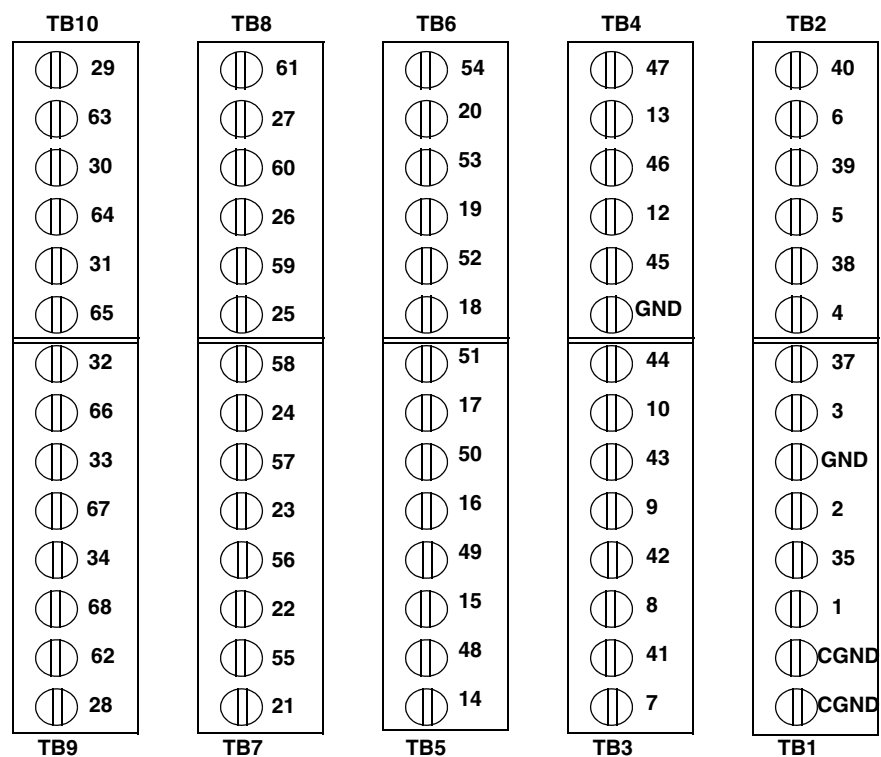 TB10 TB8 TB6 TB4 TB2
29 61 54 47 40
63 27 20 13 6
30 60 53 46 39
64 26 19 12 5
31 59 52 45 38
65 25 18 GND 4
32 58 51 44 37
66 24 17 10 3
33 57 50 43 GND
67 23 16 9 2
34 56 49 42 35
68 22 15 8 1
62 55 48 41 CGND
28 21 14 7 CGND
TB9 TB7 TB5 TB3 TB1